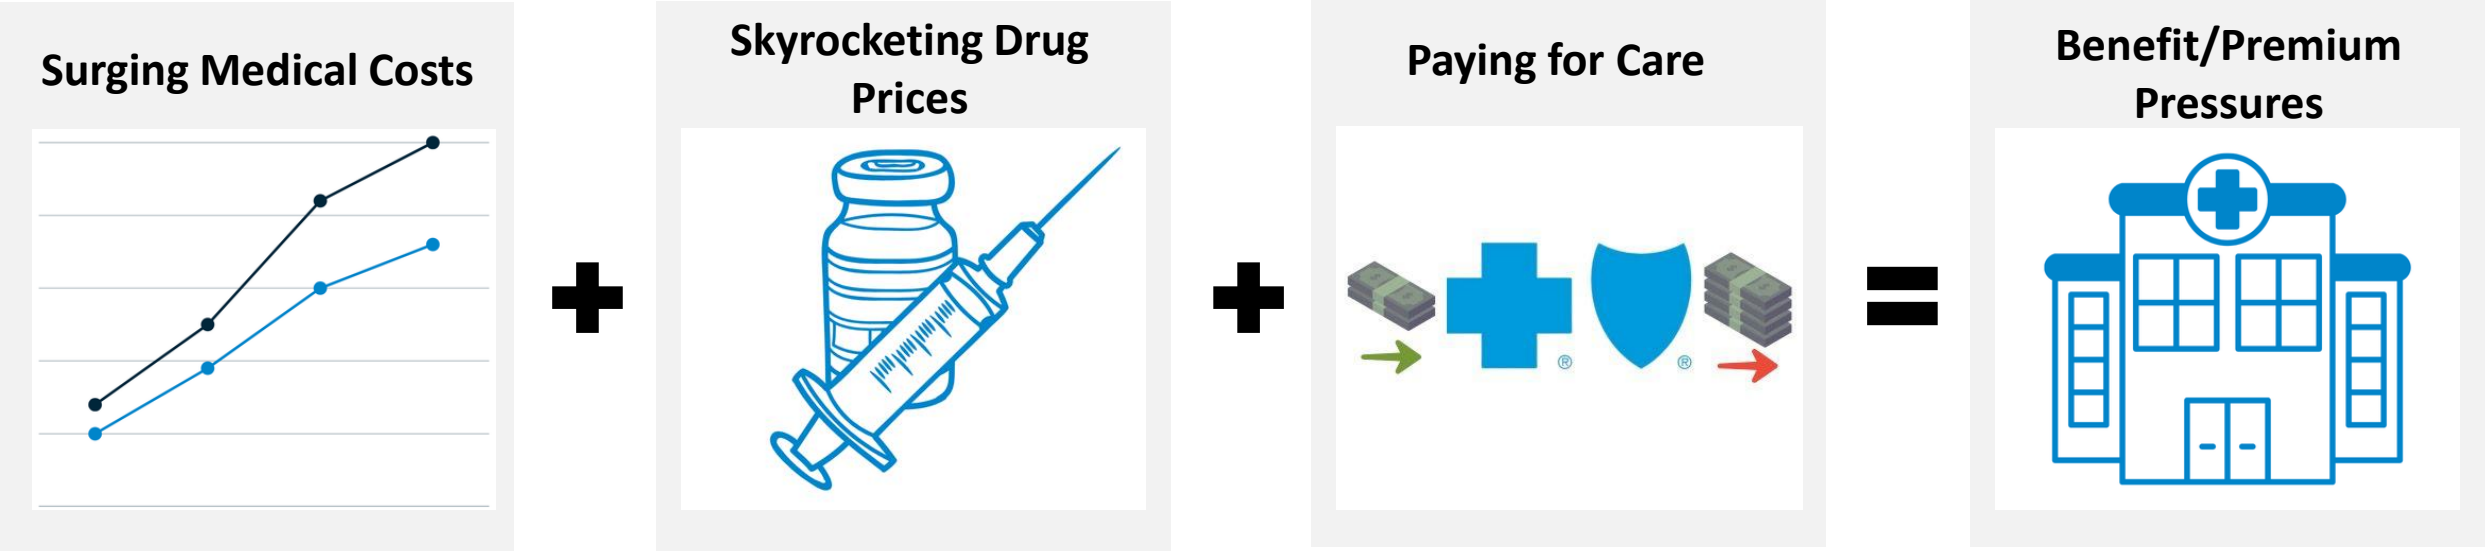 Surging Medical Costs
Skyrocketing Drug
Prices
Paying for Care
®
®
Benefit/Premium
Pressures